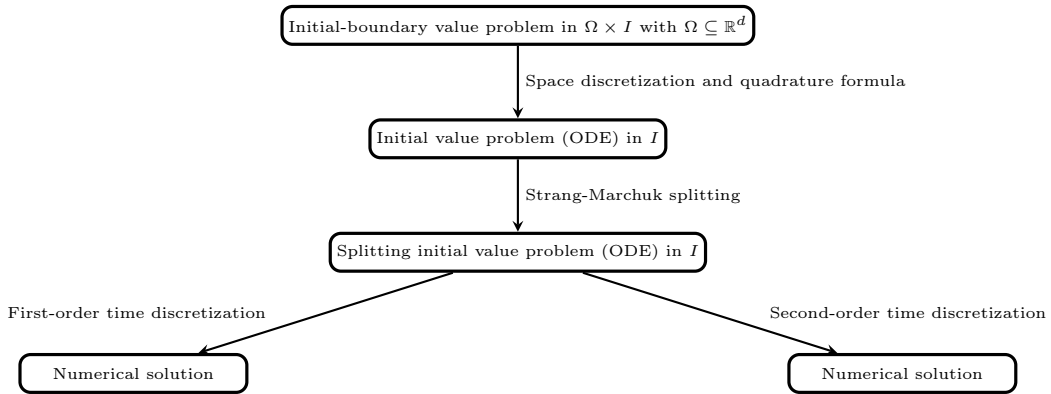 Initial-boundary value problem in Ω × I with Ω ⊆ ℝᵈ
Space discretization and quadrature formula
Initial value problem (ODE) in I
Strang-Marchuk splitting
Splitting initial value problem (ODE) in I
First-order time discretization
Second-order time discretization
Numerical solution
Numerical solution